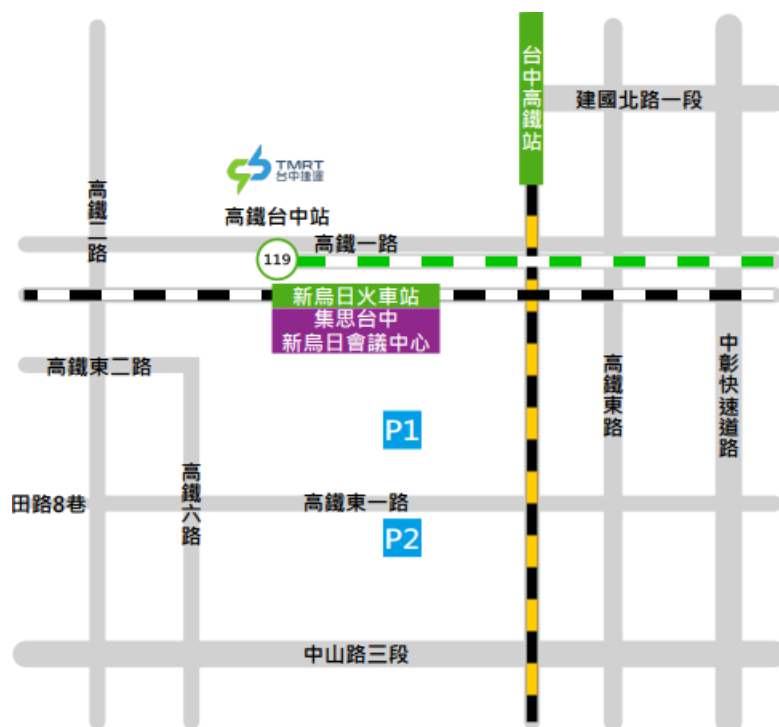 台中高鐵站
建國北路一段
TMRT
台中捷運
高鐵台中站
高鐵二路
高鐵一路
119
新烏日火車站
集思台中
新烏日會議中心
高鐵東二路
高鐵東路
中彰快速道路
P1
高鐵六路
田路8巷
高鐵東一路
P2
中山路三段